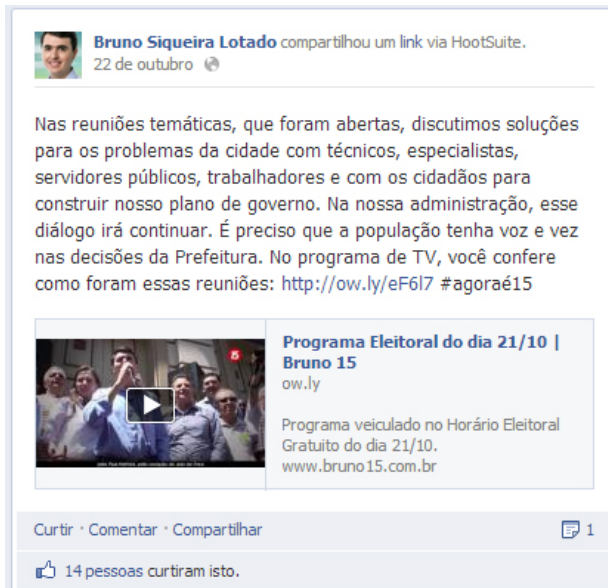 Bruno Siqueira Lotado compartilhou um link via HootSuite.
22 de outubro
Nas reuniões temáticas, que foram abertas, discutimos soluções
para os problemas da cidade com técnicos, especialistas,
servidores públicos, trabalhadores e com os cidadãos para
construir nosso plano de governo. Na nossa administração, esse
diálogo irá continuar. É preciso que a população tenha voz e vez
nas decisões da Prefeitura. No programa de TV, você confere
como foram essas reuniões: http://ow.ly/eF6l7 #agoraé15
15
Programa Eleitoral do dia 21/10 |
Bruno 15
ow.ly
Programa veiculado no Horário Eleitoral
Gratuito do dia 21/10.
www.bruno15.com.br
Curtir · Comentar · Compartilhar
1
14 pessoas curtiram isto.